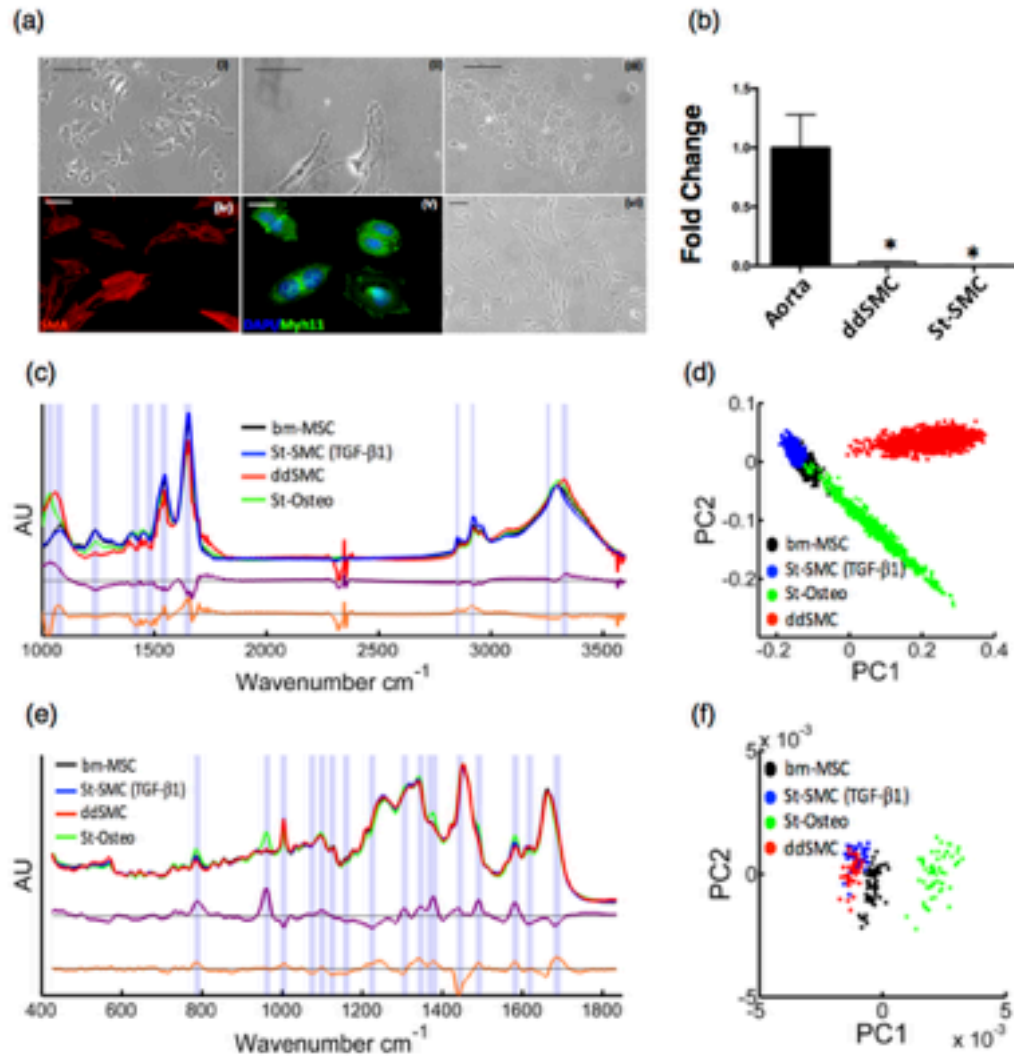 (a)
(i)
(ii)
(iii)
(iv)
SMA
(v)
DAPI/Myh11
(vi)
(b)
Fold Change
1.5
1.0
0.5
0.0
*
*
Aorta
ddSMC
St-SMC
(c)
AU
bm-MSC
St-SMC (TGF-β1)
ddSMC
St-Osteo
1000 1500 2000 2500 3000 3500
Wavenumber cm-1
(d)
PC2
0.1
0
-0.1
-0.2
bm-MSC
St-SMC (TGF-β1)
St-Osteo
ddSMC
-0.2 0 0.2 0.4
PC1
(e)
AU
bm-MSC
St-SMC (TGF-β1)
ddSMC
St-Osteo
400 600 800 1000 1200 1400 1600 1800
Wavenumber cm-1
(f)
x 10-3
5
bm-MSC
St-SMC (TGF-β1)
St-Osteo
ddSMC
PC2
0
-5
-5 0 5
PC1
x 10-3